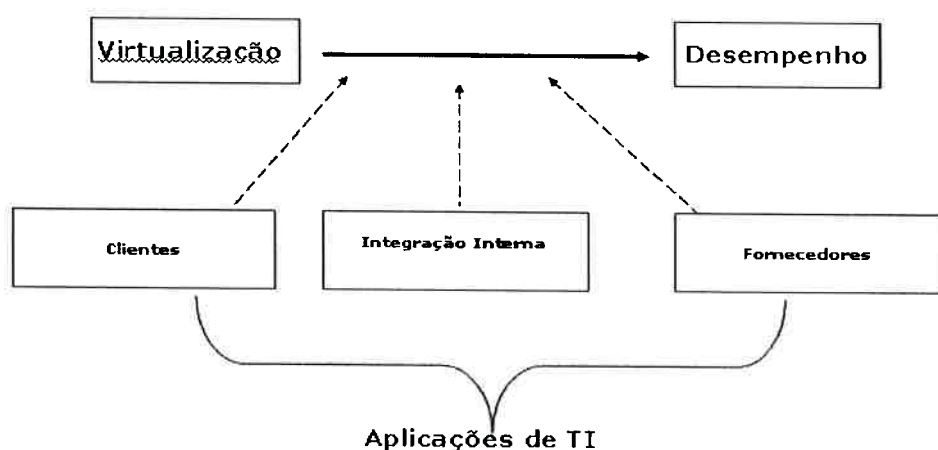 Virtualização
Desempenho
Clientes
Integração Interna
Fornecedores
Aplicações de TI